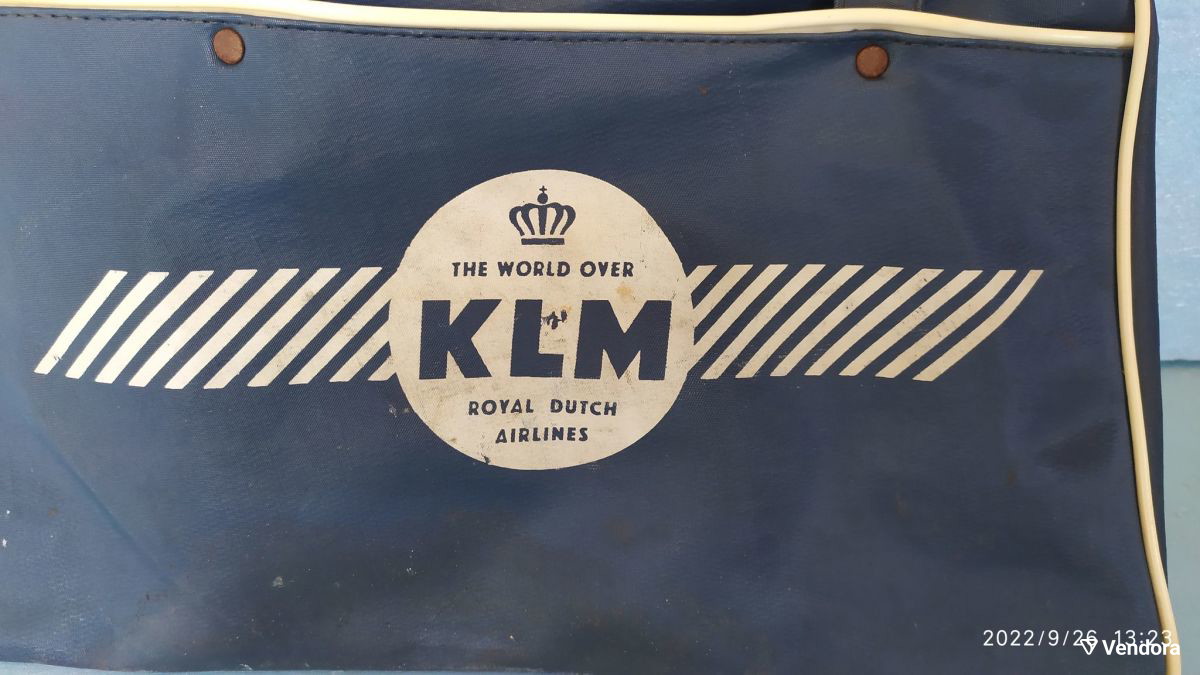 THE WORLD OVER
KLM
ROYAL DUTCH
AIRLINES
2022/9/26 13:23
Vendora